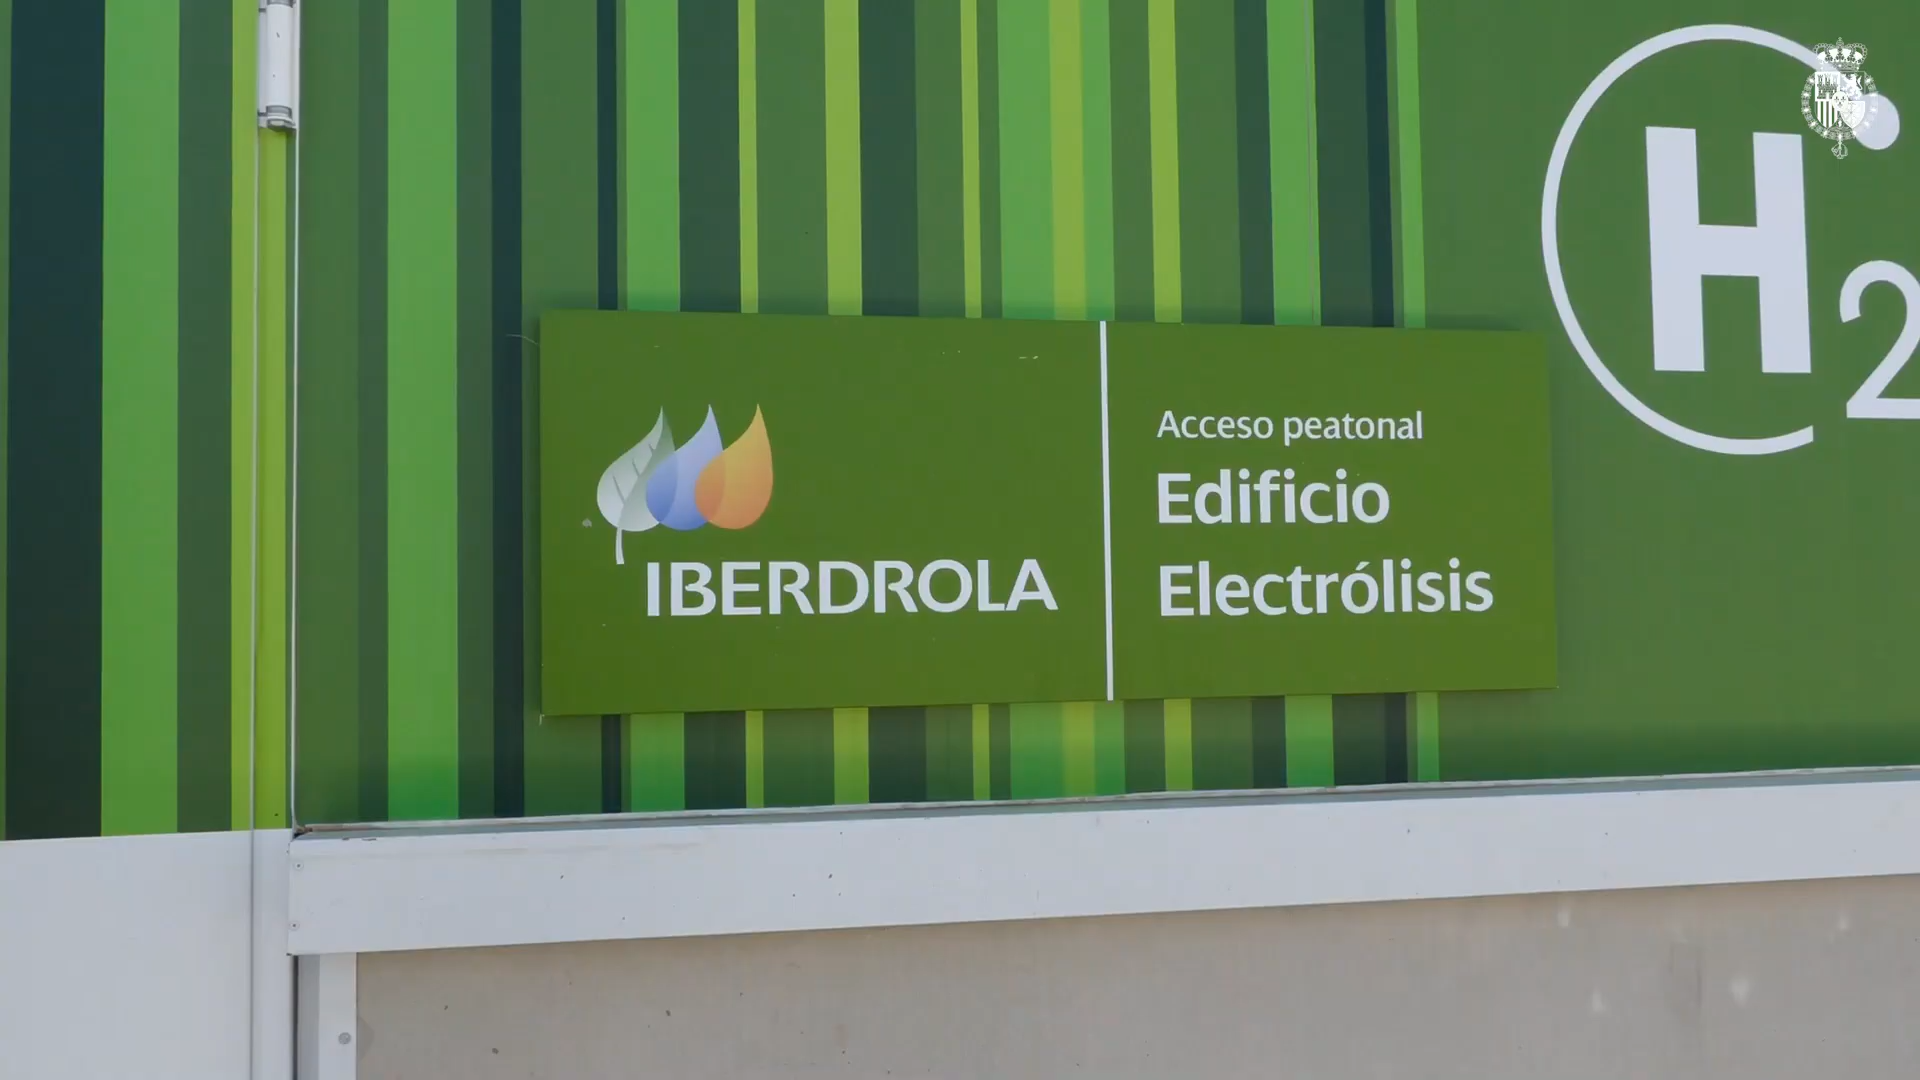 IBERDROLA
Acceso peatonal
Edificio
Electrólisis
H2